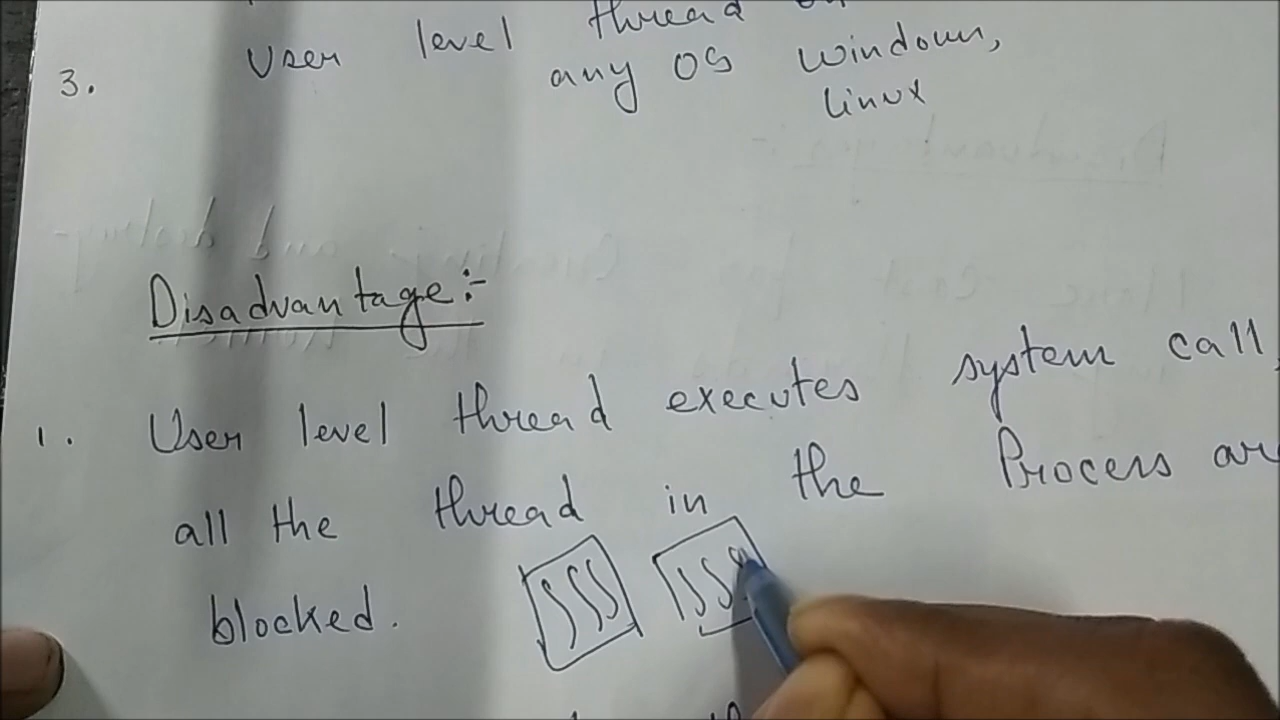 User level thread on
3. any OS windows,
linux
Disadvantage:-
1. User level thread executes system call,
all the thread in the Process are
blocked.